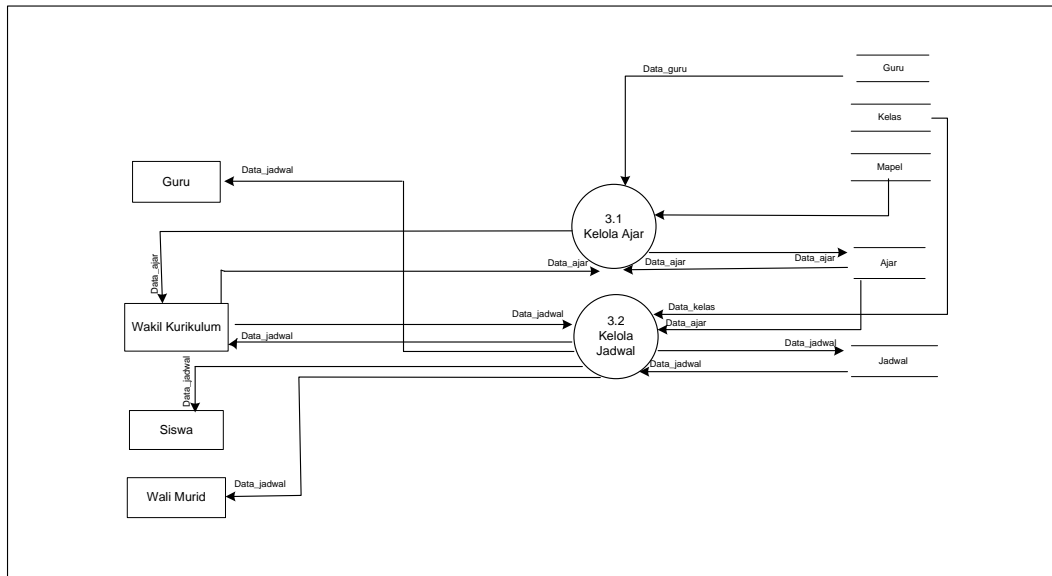 Guru
Data_guru
Kelas
Mapel
Guru
Data_jadwal
3.1
Kelola Ajar
Data_ajar
Data_ajar
Data_ajar
Data_ajar
Data_ajar
Ajar
Wakil Kurikulum
Data_jadwal
Data_jadwal
3.2
Kelola
Jadwal
Data_kelas
Data_ajar
Data_jadwal
Data_jadwal
Jadwal
Data_jadwal
Siswa
Wali Murid
Data_jadwal